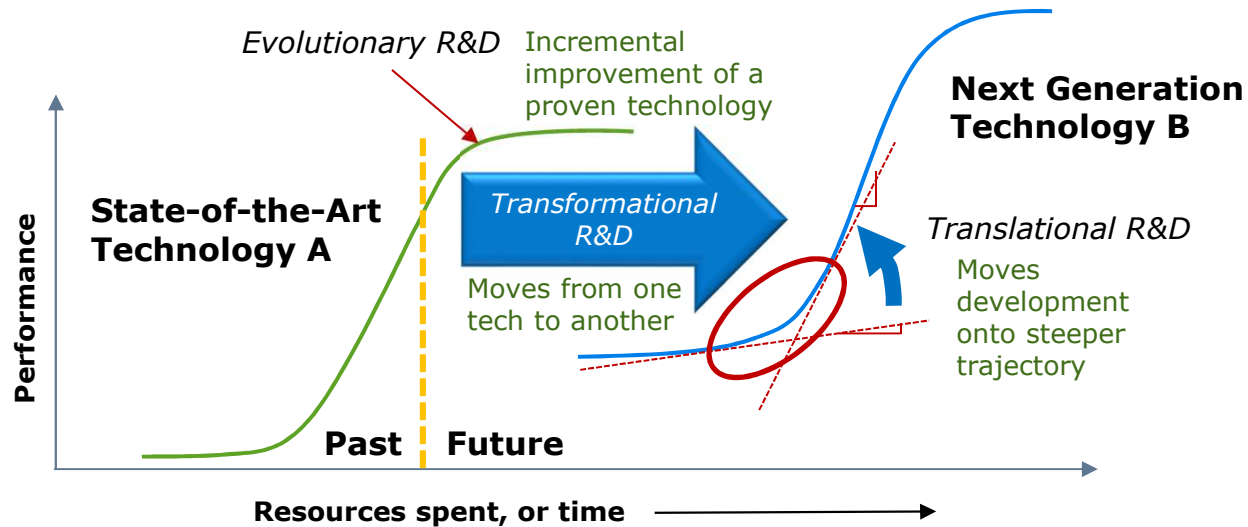 Evolutionary R&D
Incremental
improvement of a
proven technology
Next Generation
Technology B
State-of-the-Art
Technology A
Transformational
R&D
Translational R&D
Moves from one
tech to another
Moves
development
onto steeper
trajectory
Performance
Past
Future
Resources spent, or time